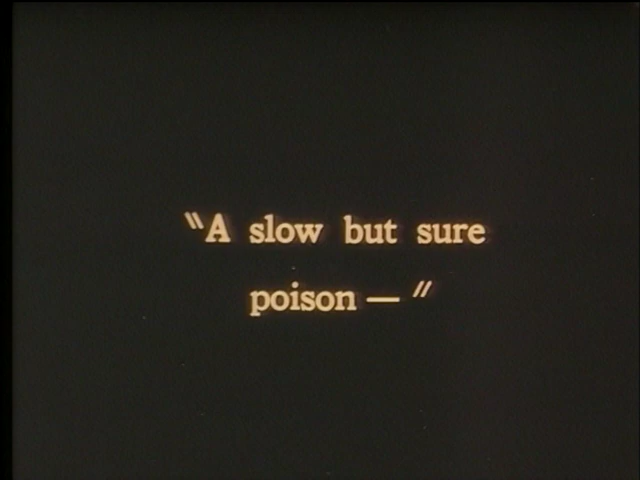 "A slow but sure
poison — "